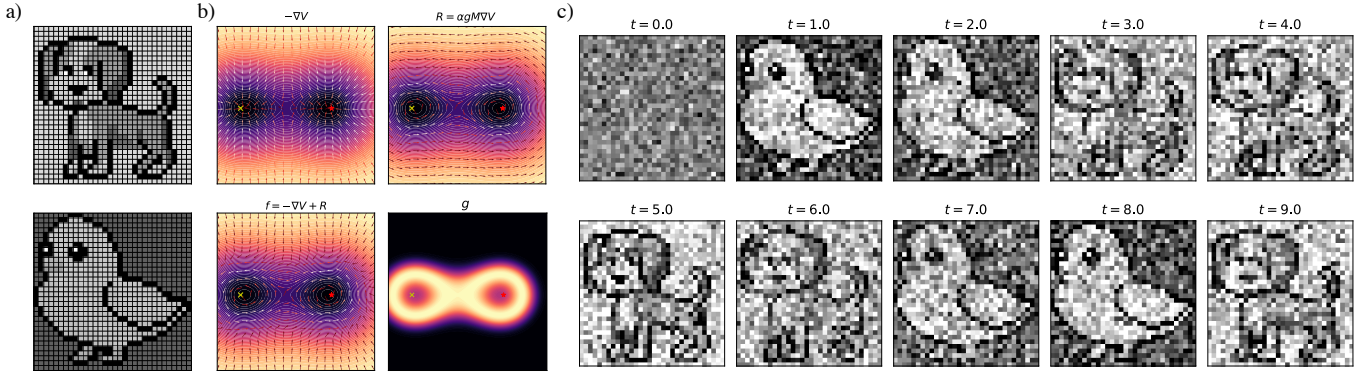 a)
b)
−∇V
R = αgM∇V
f = −∇V + R
g
c)
t = 0.0
t = 1.0
t = 2.0
t = 3.0
t = 4.0
t = 5.0
t = 6.0
t = 7.0
t = 8.0
t = 9.0